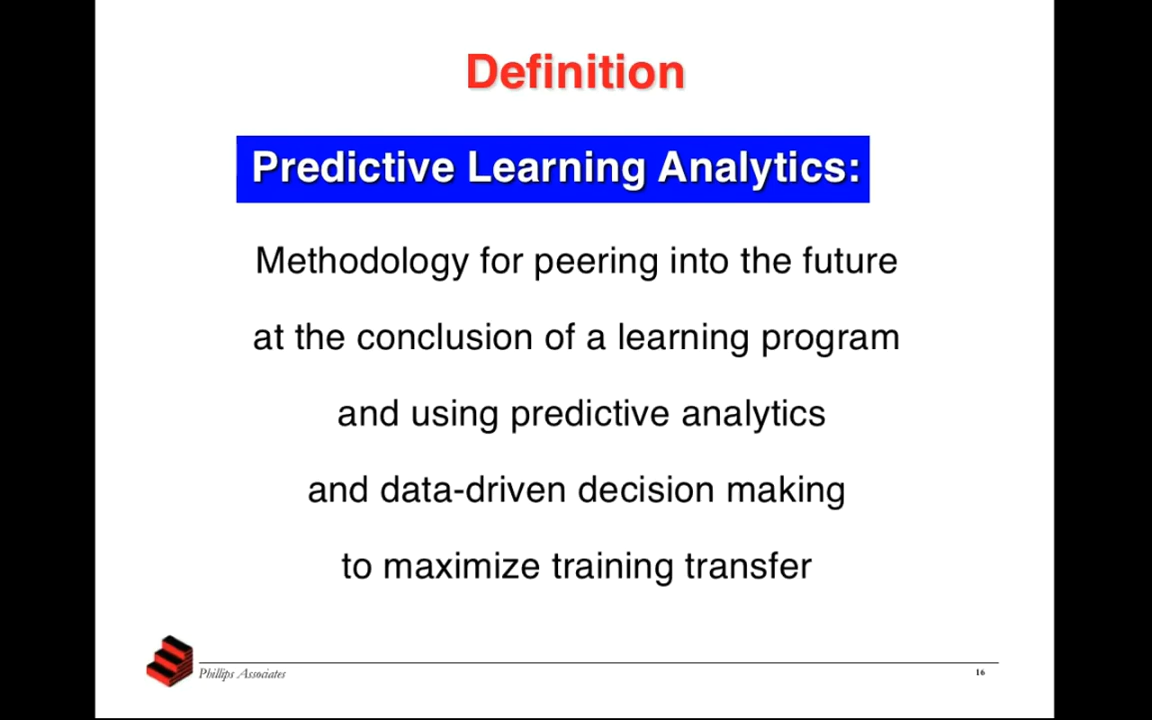 Definition
Predictive Learning Analytics:
Methodology for peering into the future
at the conclusion of a learning program
and using predictive analytics
and data-driven decision making
to maximize training transfer
Phillips Associates
16